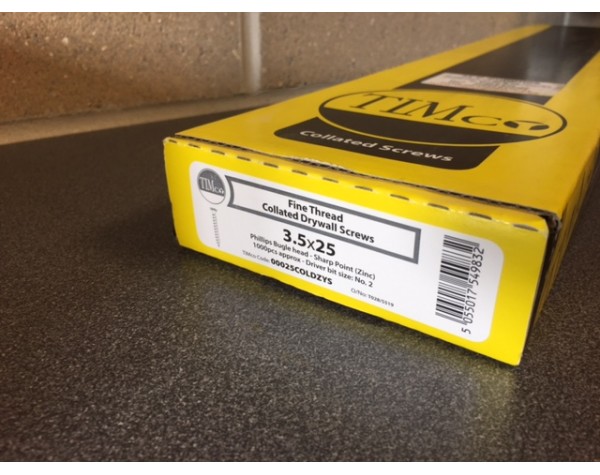 TIMco
Collated Screws
TIMco
Fine Thread
Collated Drywall Screws
3.5x25
Phillips Bugle head - Sharp Point (Zinc)
1000pcs approx - Driver bit size: No. 2
TIMco Code: 00025COLDZYS
5 055017 549832